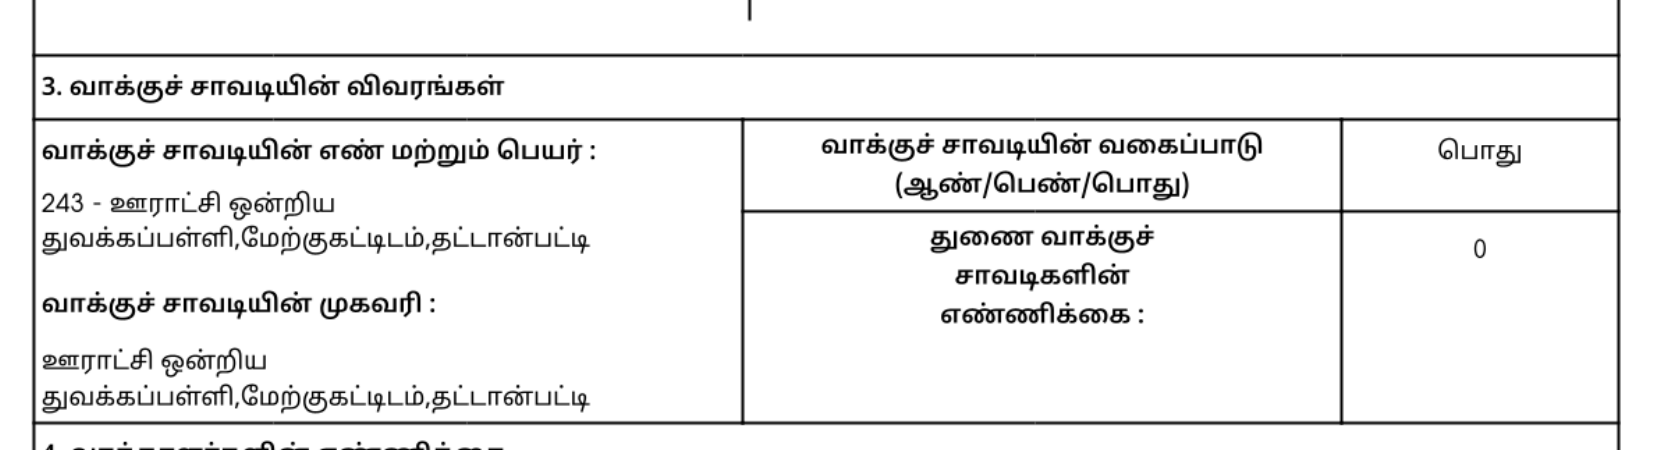 3. வாக்குச் சாவடியின் விவரங்கள்
வாக்குச் சாவடியின் எண் மற்றும் பெயர் :
243 - ஊராட்சி ஒன்றிய
துவக்கப்பள்ளி,மேற்குகட்டிடம்,தட்டான்பட்டி
வாக்குச் சாவடியின் முகவரி :
ஊராட்சி ஒன்றிய
துவக்கப்பள்ளி,மேற்குகட்டிடம்,தட்டான்பட்டி
வாக்குச் சாவடியின் வகைப்பாடு
(ஆண்/பெண்/பொது)
பொது
துணை வாக்குச்
சாவடிகளின்
எண்ணிக்கை :
0